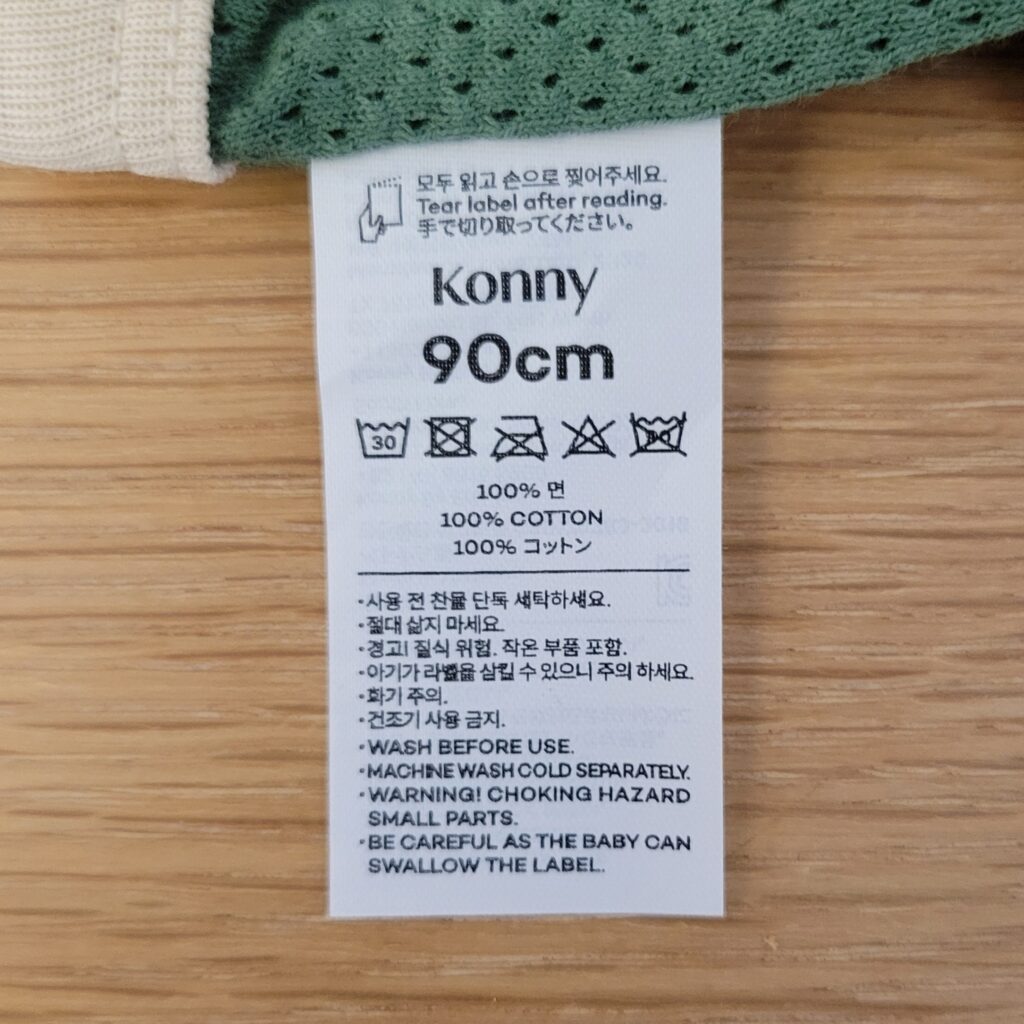 모두 읽고 손으로 찢어주세요.
Tear label after reading.
手で切り取ってください。
Konny
90cm
30
100% 면
100% COTTON
100% コットン
·사용 전 찬물 단독 세탁하세요.
·절대 삶지 마세요.
·경고! 질식 위험. 작은 부품 포함.
·아기가 라벨을 삼킬 수 있으니 주의 하세요.
·화기 주의.
·건조기 사용 금지.
·WASH BEFORE USE.
·MACHINE WASH COLD SEPARATELY.
·WARNING! CHOKING HAZARD
SMALL PARTS.
·BE CAREFUL AS THE BABY CAN
SWALLOW THE LABEL.